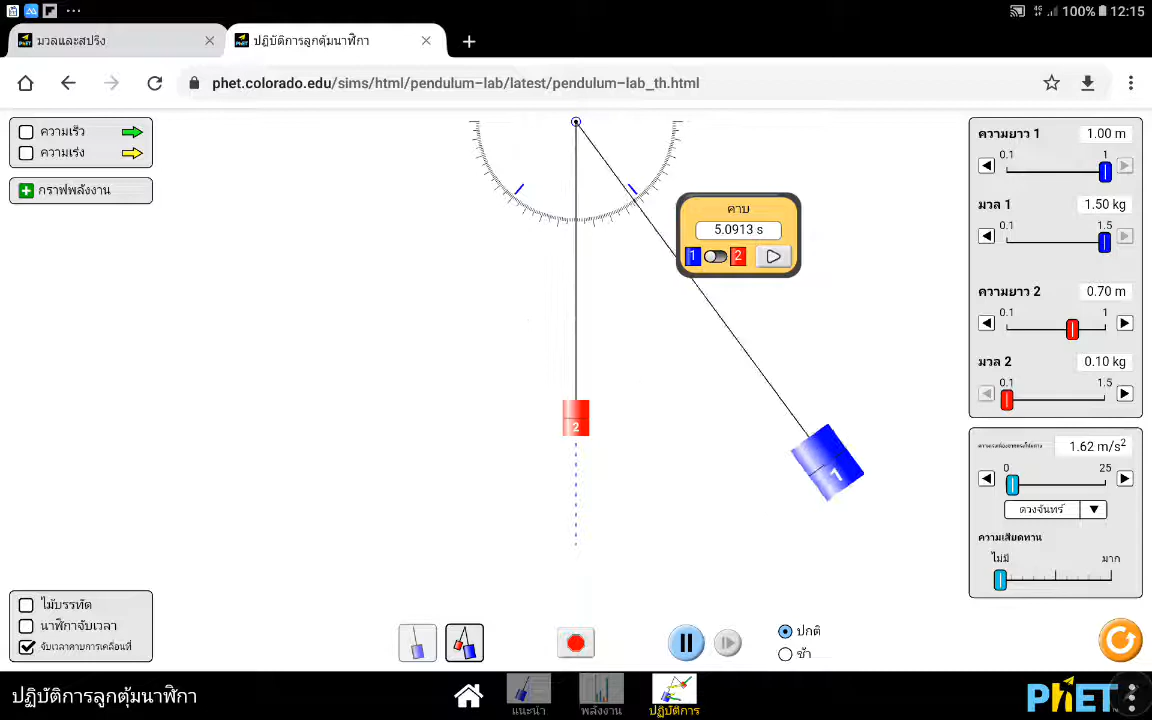 4G 100% 12:15
มวลและสปริง
ปฏิบัติการลูกตุ้มนาฬิกา
phet.colorado.edu/sims/html/pendulum-lab/latest/pendulum-lab_th.html
ความเร็ว
ความเร่ง
กราฟพลังงาน
คาบ
5.0913 s
1 2
2
1
ความยาว 1 1.00 m
0.1 1
มวล 1 1.50 kg
0.1 1.5
ความยาว 2 0.70 m
0.1 1
มวล 2 0.10 kg
0.1 1.5
1.62 m/s²
0 25
ดวงจันทร์
ความเสียดทาน
ไม่มี มาก
ไม้บรรทัด
นาฬิกาจับเวลา
จับเวลาคาบการเคลื่อนที่
ปกติ
ช้า
ปฏิบัติการลูกตุ้มนาฬิกา
แนะนำ
พลังงาน
ปฏิบัติการ
PhET